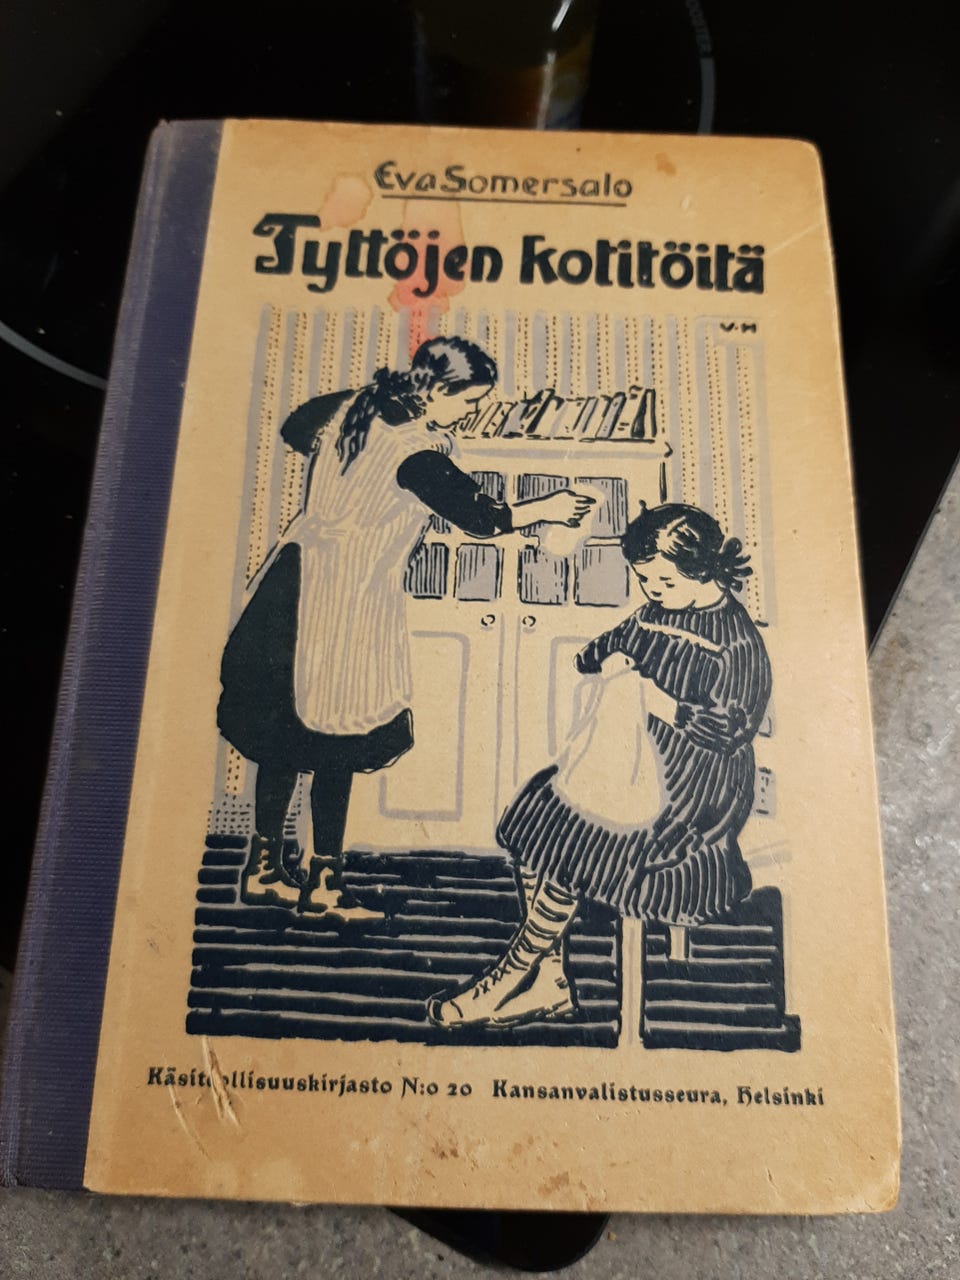 Eva Somersalo
Tyttöjen kotitöitä
V·H
Käsiteollisuuskirjasto N:o 20 Kansanvalistusseura, Helsinki